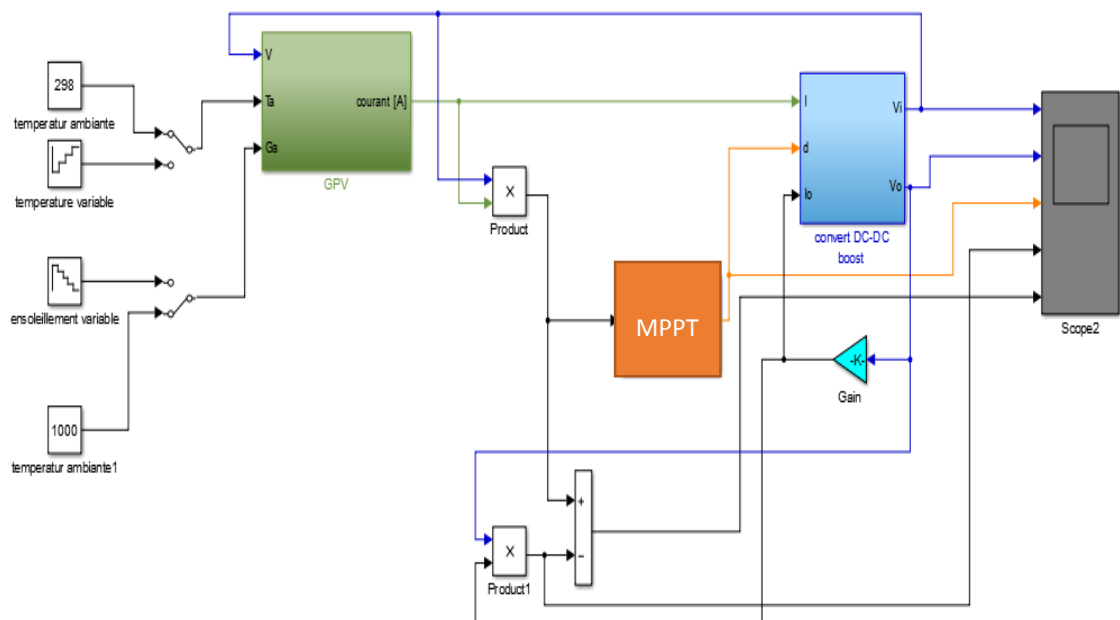 V
298
Ta
courant [A]
temperatur ambiante
Ga
GPV
temperature variable
X
Product
I
Vi
d
Vo
Io
convert DC-DC
boost
ersoleillement variable
MPPT
Scope2
-K-
Gain
1000
temperatur ambiante1
+
X
−
Product1